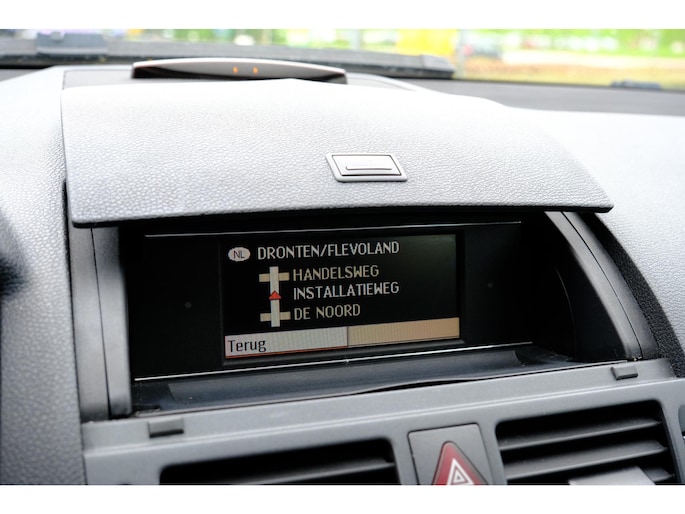 NL DRONTEN/FLEVOLAND
HANDELSWEG
INSTALLATIEWEG
DE NOORD
Terug